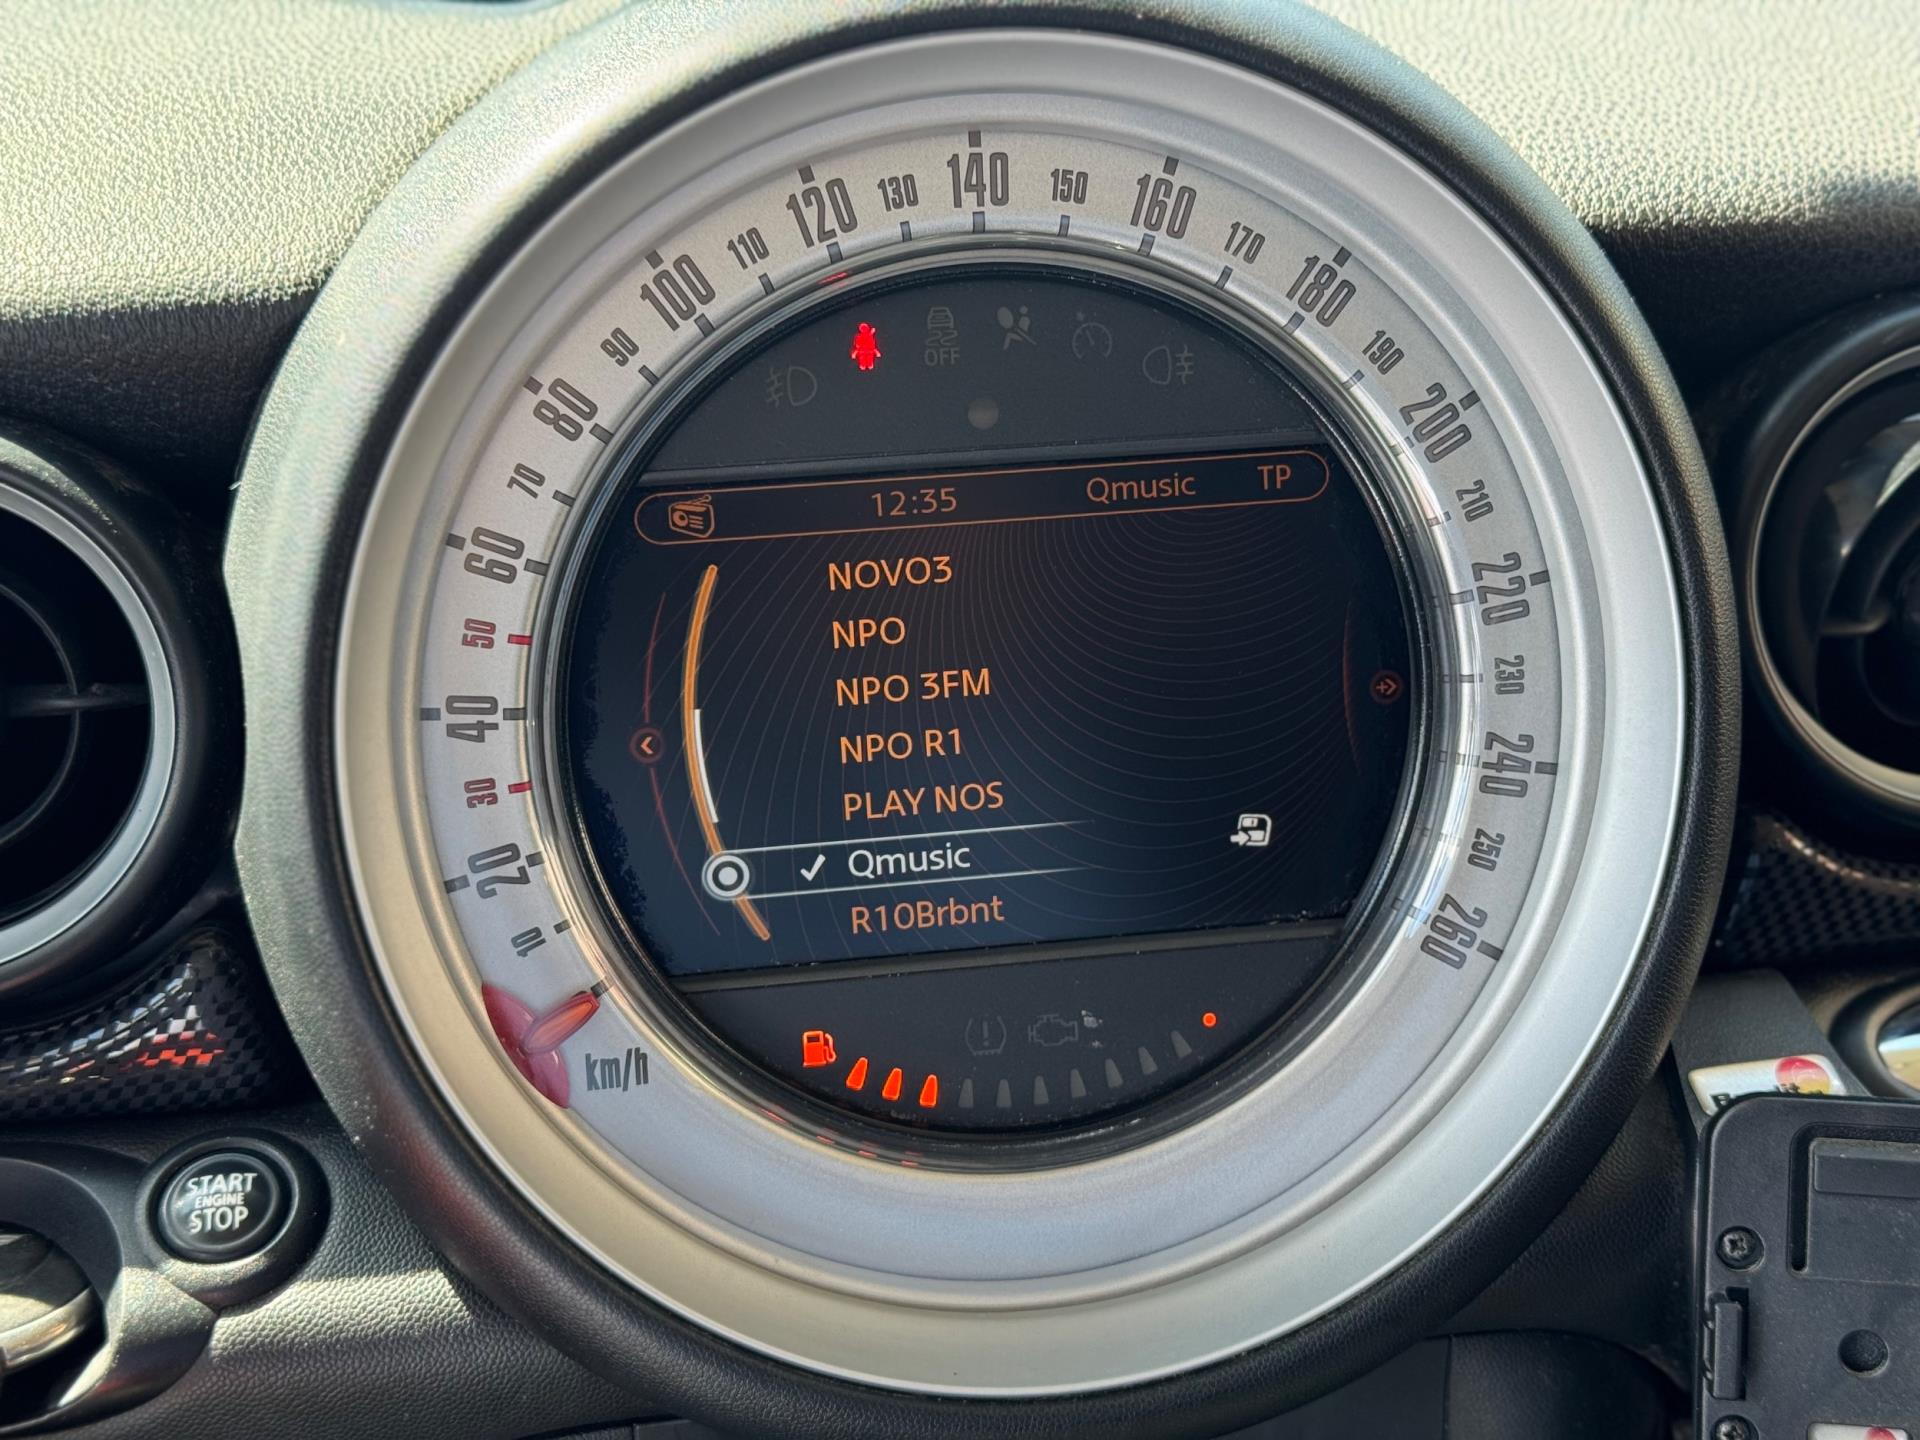 10
20
30
40
50
60
70
80
90
100
110
120
130
140
150
160
170
180
190
200
210
220
230
240
250
260
km/h
OFF
12:35 Qmusic TP
NOVO3
NPO
NPO 3FM
NPO R1
PLAY NOS
Qmusic
R10Brbnt
START
ENGINE
STOP